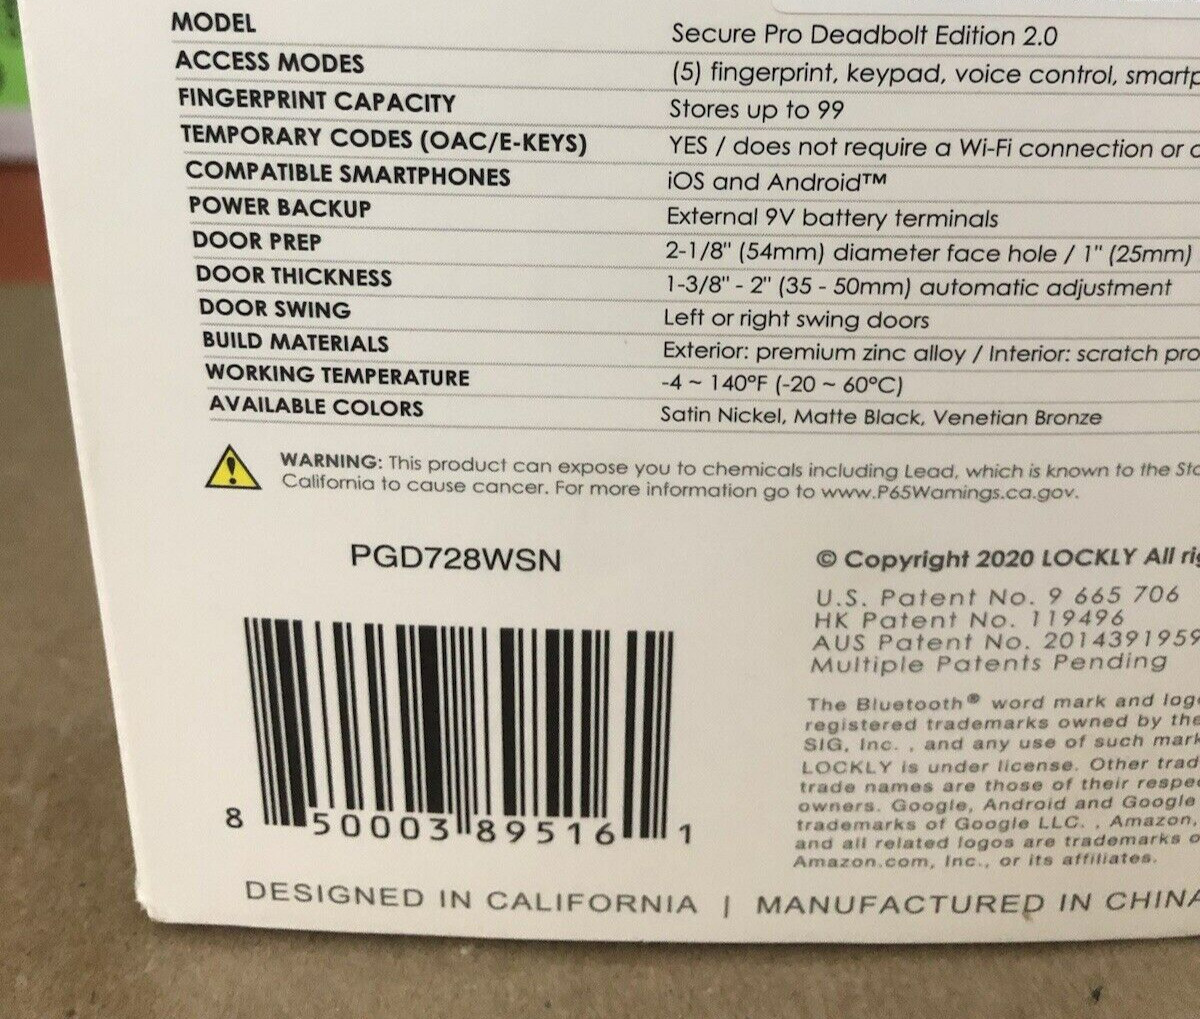 MODEL Secure Pro Deadbolt Edition 2.0
ACCESS MODES (5) fingerprint, keypad, voice control, smartp
FINGERPRINT CAPACITY Stores up to 99
TEMPORARY CODES (OAC/E-KEYS) YES / does not require a Wi-Fi connection or c
COMPATIBLE SMARTPHONES iOS and Android™
POWER BACKUP External 9V battery terminals
DOOR PREP 2-1/8" (54mm) diameter face hole / 1" (25mm)
DOOR THICKNESS 1-3/8" - 2" (35 - 50mm) automatic adjustment
DOOR SWING Left or right swing doors
BUILD MATERIALS Exterior: premium zinc alloy / Interior: scratch pro
WORKING TEMPERATURE -4 ~ 140°F (-20 ~ 60°C)
AVAILABLE COLORS Satin Nickel, Matte Black, Venetian Bronze
WARNING: This product can expose you to chemicals including Lead, which is known to the Sta
California to cause cancer. For more information go to www.P65Warnings.ca.gov.
PGD728WSN
8 50003 89516 1
© Copyright 2020 LOCKLY All rig
U.S. Patent No. 9 665 706
HK Patent No. 119496
AUS Patent No. 2014391959
Multiple Patents Pending
The Bluetooth® word mark and logo
registered trademarks owned by the
SIG, Inc. , and any use of such mark
LOCKLY is under license. Other trad
trade names are those of their respec
owners. Google, Android and Google
trademarks of Google LLC. , Amazon,
and all related logos are trademarks o
Amazon.com, Inc., or its affiliates.
DESIGNED IN CALIFORNIA | MANUFACTURED IN CHINA